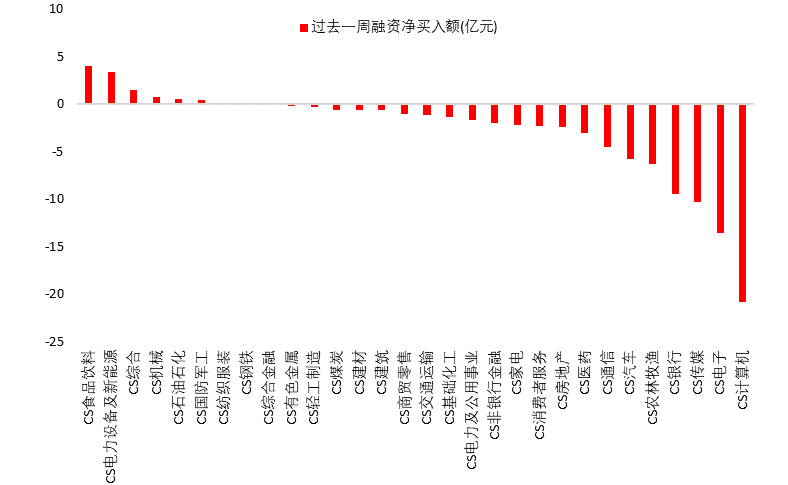 过去一周融资净买入额(亿元)
10
5
0
-5
-10
-15
-20
-25
CS食品饮料
CS电力设备及新能源
CS综合
CS机械
CS石油石化
CS国防军工
CS纺织服装
CS钢铁
CS综合金融
CS有色金属
CS轻工制造
CS煤炭
CS建材
CS建筑
CS商贸零售
CS交通运输
CS基础化工
CS电力及公用事业
CS非银行金融
CS家电
CS消费者服务
CS房地产
CS医药
CS通信
CS汽车
CS农林牧渔
CS银行
CS传媒
CS电子
CS计算机